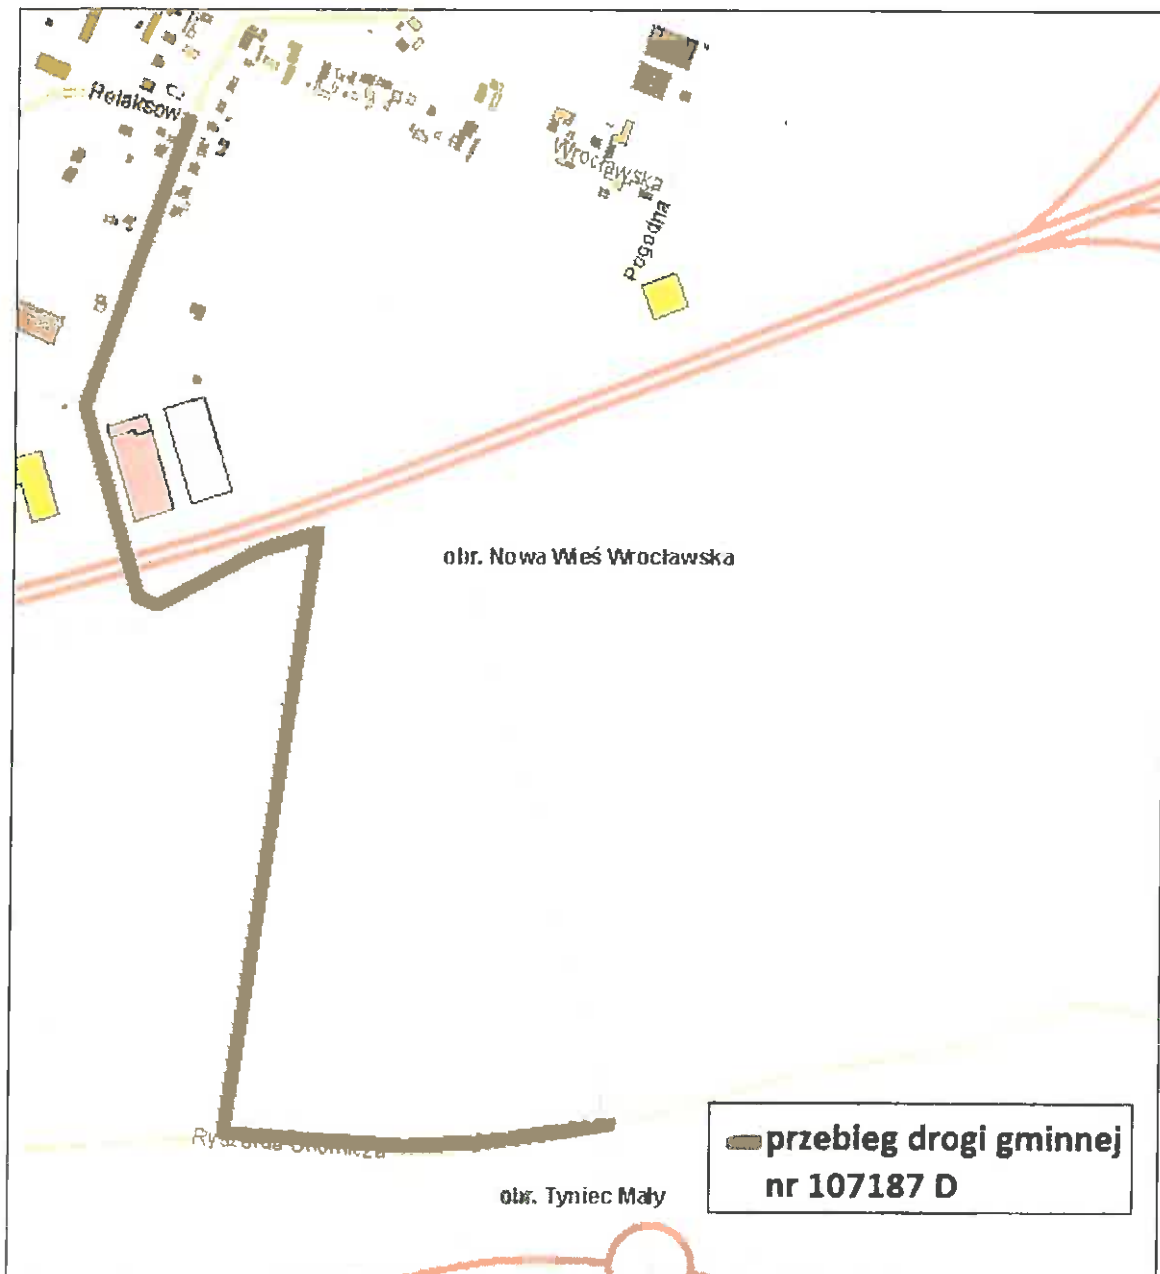 Relaksow
Wrocławska
Pogodna
obr. Nowa Wieś Wrocławska
przebieg drogi gminnej
nr 107187 D
obr. Tyniec Mały